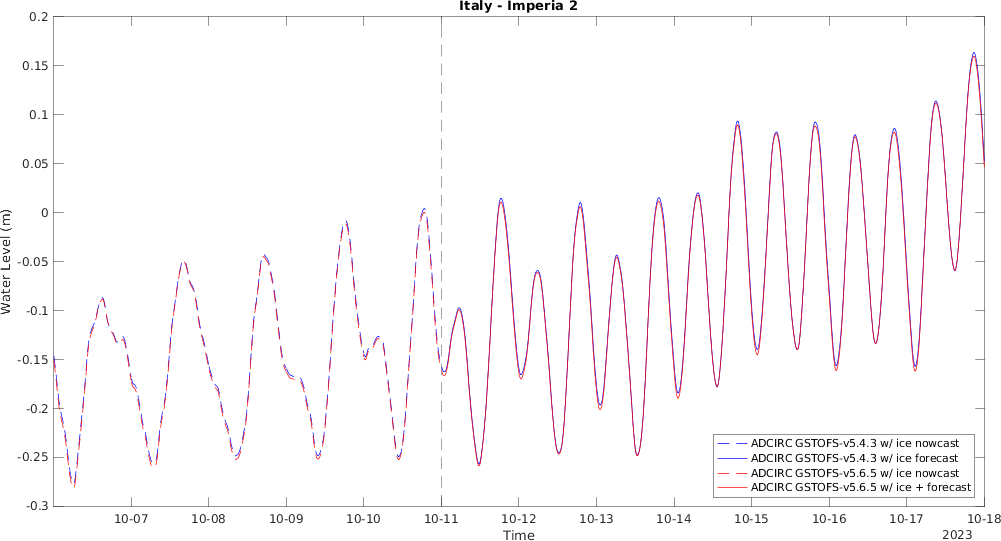 Italy - Imperia 2
0.2
0.15
0.1
0.05
0
-0.05
-0.1
-0.15
-0.2
-0.25
-0.3
Water Level (m)
ADCIRC GSTOFS-v5.4.3 w/ ice nowcast
ADCIRC GSTOFS-v5.4.3 w/ ice forecast
ADCIRC GSTOFS-v5.6.5 w/ ice nowcast
ADCIRC GSTOFS-v5.6.5 w/ ice + forecast
10-07 10-08 10-09 10-10 10-11 10-12 10-13 10-14 10-15 10-16 10-17 10-18
Time
2023